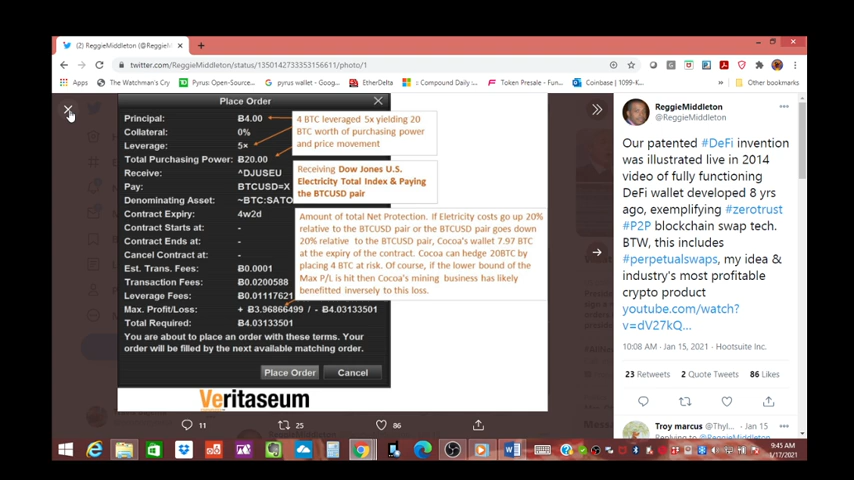 (2) ReggieMiddleton (@ReggieM
twitter.com/ReggieMiddleton/status/1350142733353156611/photo/1
Apps
The Watchman's Cry
Pyrus: Open-Source...
pyrus wallet - Goog...
EtherDelta
:: Compound Daily ::...
Token Presale - Fut...
Coinbase | 1099-K...
»
Other bookmarks
Place Order
Principal: Ƀ4.00
Collateral: 0%
Leverage: 5×
Total Purchasing Power: Ƀ20.00
Receive: ^DJUSEU
Pay: BTCUSD=X
Denominating Asset: ~BTC:SATO
Contract Expiry: 4w2d
Contract Starts at: -
Contract Ends at: -
Cancel Contract at: -
Est. Trans. Fees: Ƀ0.0001
Transaction Fees: Ƀ0.0200588
Leverage Fees: Ƀ0.01117621
Max. Profit/Loss: + Ƀ3.96866499 / - Ƀ4.03133501
Total Required: Ƀ4.03133501
You are about to place an order with these terms. Your
order will be filled by the next available matching order.
Place Order
Cancel
4 BTC leveraged 5x yielding 20
BTC worth of purchasing power
and price movement
Receiving Dow Jones U.S.
Electricity Total Index & Paying
the BTCUSD pair
Amount of total Net Protection. If Eletricity costs go up 20%
relative to the BTCUSD pair or the BTCUSD pair goes down
20% relative to the BTCUSD pair, Cocoa's wallet 7.97 BTC
at the expiry of the contract. Cocoa can hedge 20BTC by
placing 4 BTC at risk. Of course, if the lower bound of the
Max P/L is hit then Cocoa's mining business has likely
benefitted inversely to this loss.
Veritaseum
11
25
86
ReggieMiddleton
@ReggieMiddleton
Our patented #DeFi invention
was illustrated live in 2014
video of fully functioning
DeFi wallet developed 8 yrs
ago, exemplifying #zerotrust
#P2P blockchain swap tech.
BTW, this includes
#perpetualswaps, my idea &
industry's most profitable
crypto product
youtube.com/watch?
v=dV27kQ...
10:08 AM · Jan 15, 2021 · Hootsuite Inc.
23 Retweets 2 Quote Tweets 86 Likes
Troy marcus @Thyl... · Jan 15
Replying to @ReggieMiddleton
9:45 AM
1/17/2021